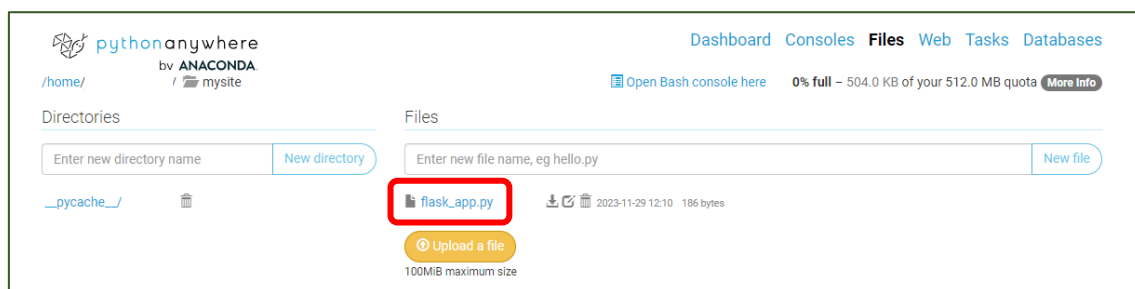 pythonanywhere
by ANACONDA.
Dashboard Consoles Files Web Tasks Databases
/home/ / mysite
Open Bash console here 0% full – 504.0 KB of your 512.0 MB quota More Info
Directories
Files
Enter new directory name New directory
Enter new file name, eg hello.py New file
__pycache__/
flask_app.py 2023-11-29 12:10 186 bytes
Upload a file
100MiB maximum size